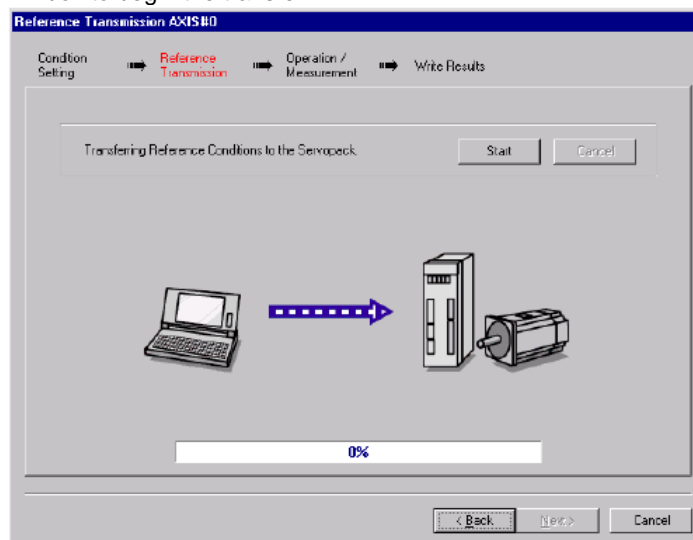 Reference Transmission AXIS#0
Condition Setting ➡ Reference Transmission ➡ Operation / Measurement ➡ Write Results
Transferring Reference Conditions to the Servopack. Start Cancel
0%
< Back Next > Cancel